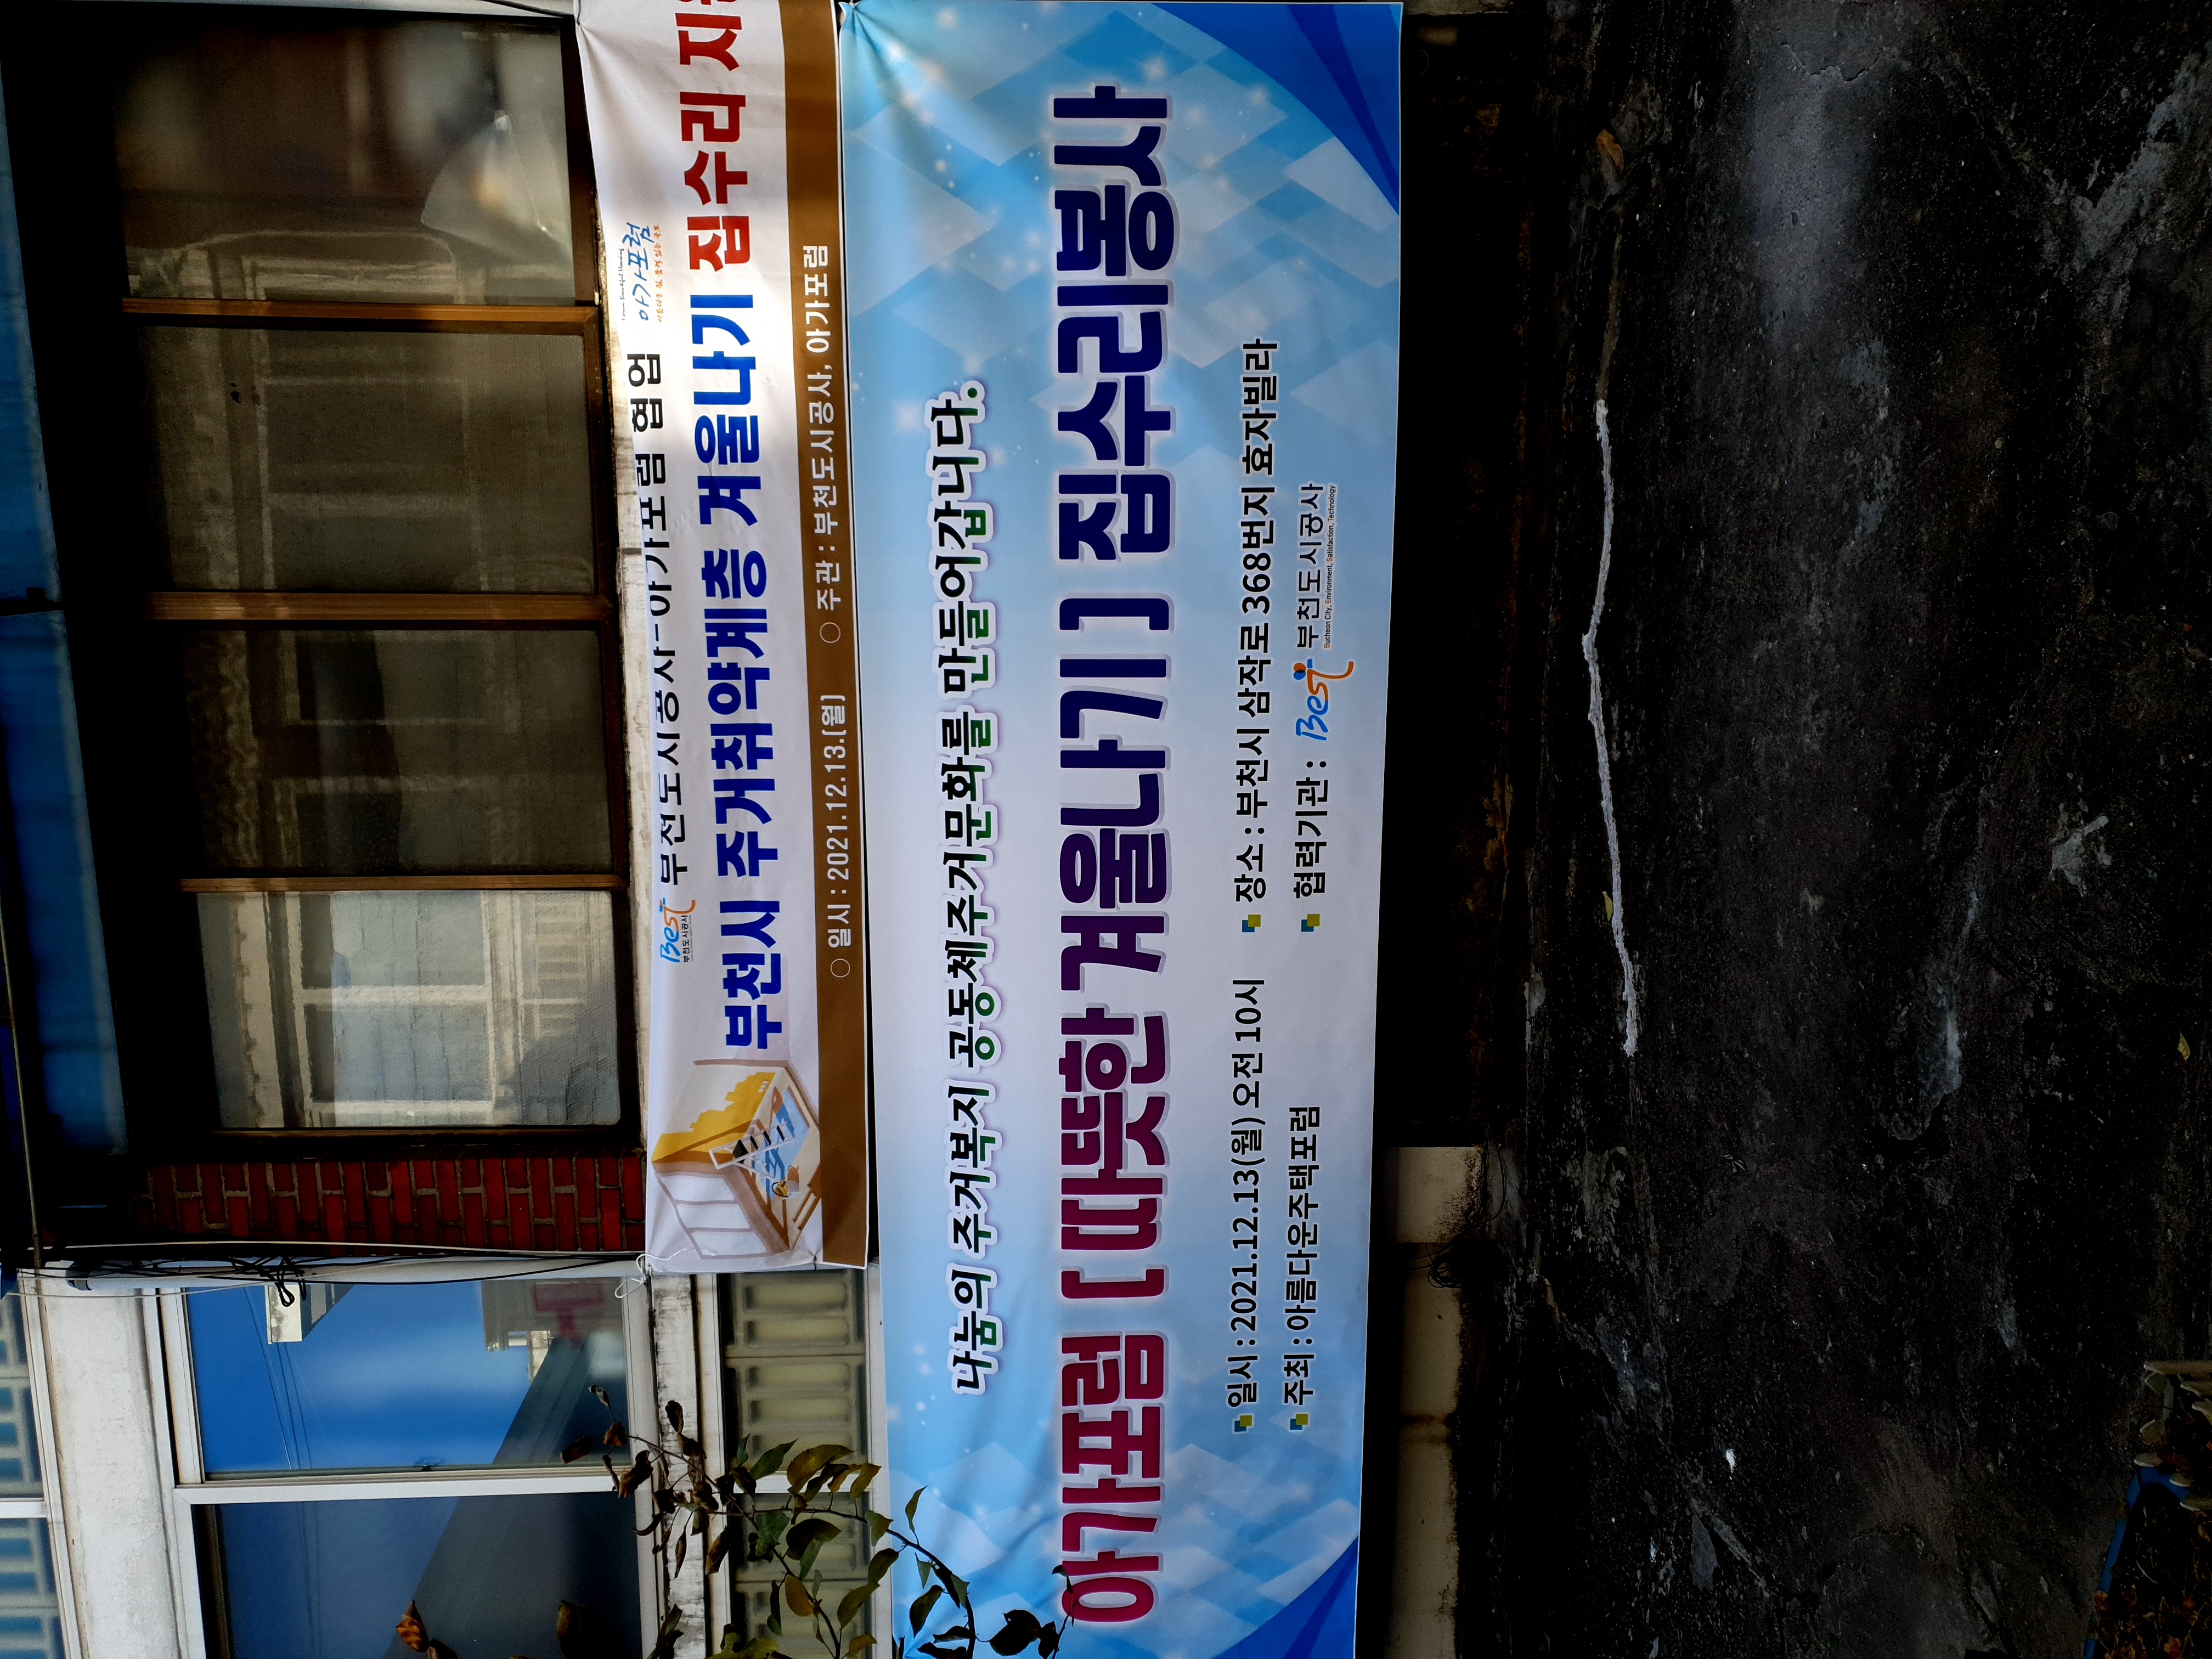 부천도시공사-아가포럼 협업
아가포럼
Best
부천도시공사
부천시 주거취약계층 겨울나기 집수리
○ 일시 : 2021.12.13.(월) ○ 주관 : 부천도시공사, 아가포럼
나눔의 주거복지 공동체주거문화를 만들어갑니다.
아가포럼 [ 따뜻한 겨울나기 ] 집수리봉사
일시 : 2021.12.13(월) 오전 10시 장소 : 부천시 삼작로 368번지 효자빌라
주최 : 아름다운주택포럼 협력기관 : Best 부천도시공사
Bucheon City, Environment, Satisfaction, Technology